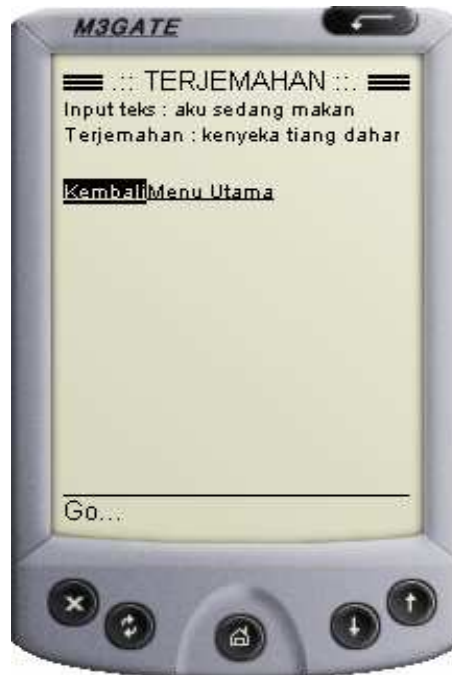 M3GATE
.:: TERJEMAHAN ::.
Input teks : aku sedang makan
Terjemahan : kenyeka tiang dahar
Kembali Menu Utama
Go...